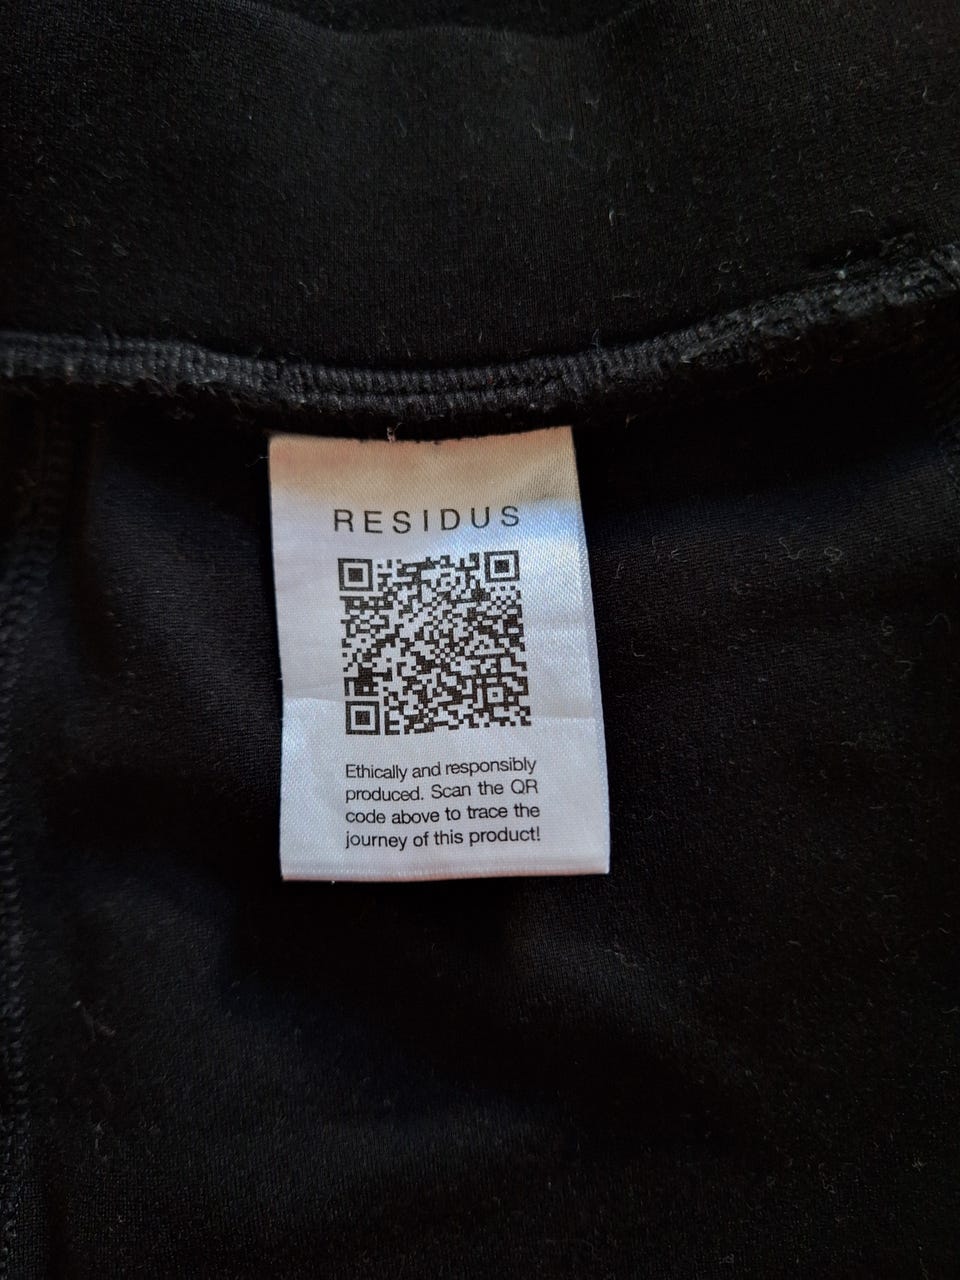 RESIDUS
Ethically and responsibly
produced. Scan the QR
code above to trace the
journey of this product!